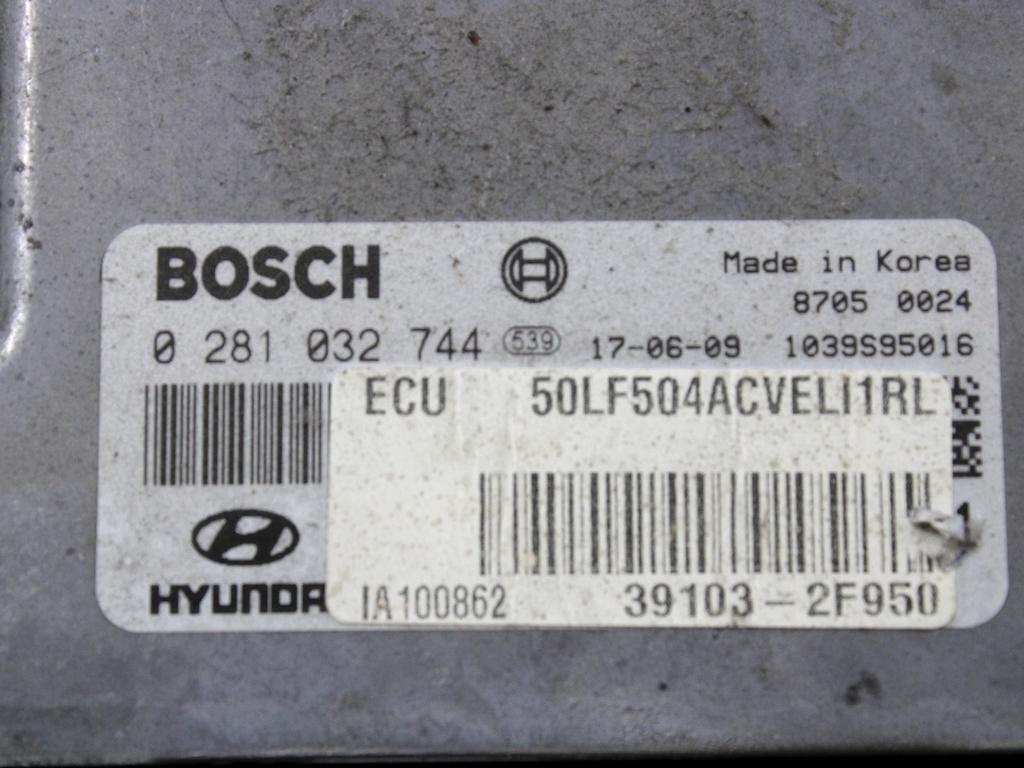 BOSCH
Made in Korea
8705 0024
0 281 032 744 539 17-06-09 1039S95016
ECU 50LF504ACVELI1RL
1
HYUNDA
IA100862 39103-2F950